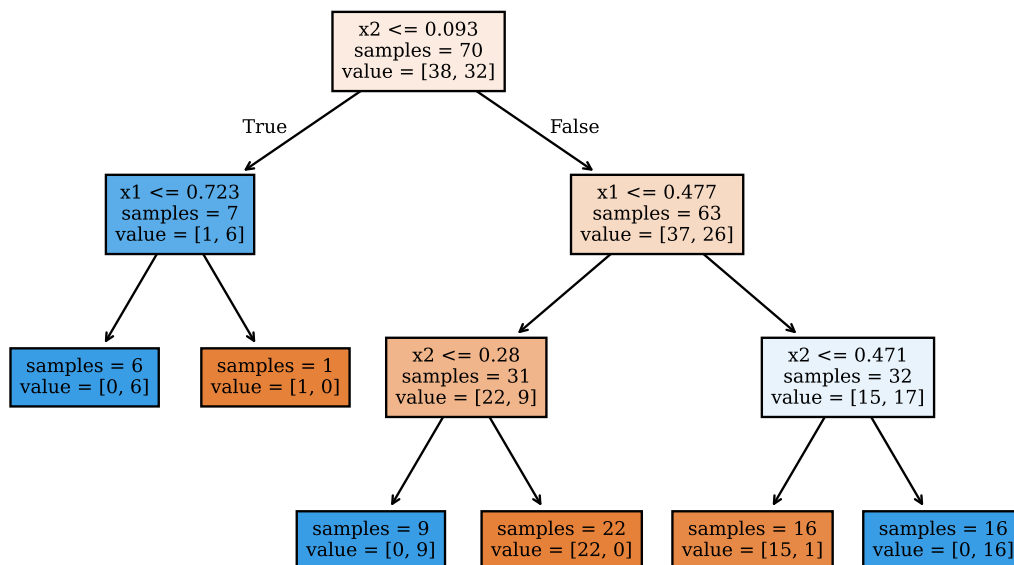 x2 <= 0.093
samples = 70
value = [38, 32]
True
False
x1 <= 0.723
samples = 7
value = [1, 6]
x1 <= 0.477
samples = 63
value = [37, 26]
samples = 6
value = [0, 6]
samples = 1
value = [1, 0]
x2 <= 0.28
samples = 31
value = [22, 9]
x2 <= 0.471
samples = 32
value = [15, 17]
samples = 9
value = [0, 9]
samples = 22
value = [22, 0]
samples = 16
value = [15, 1]
samples = 16
value = [0, 16]